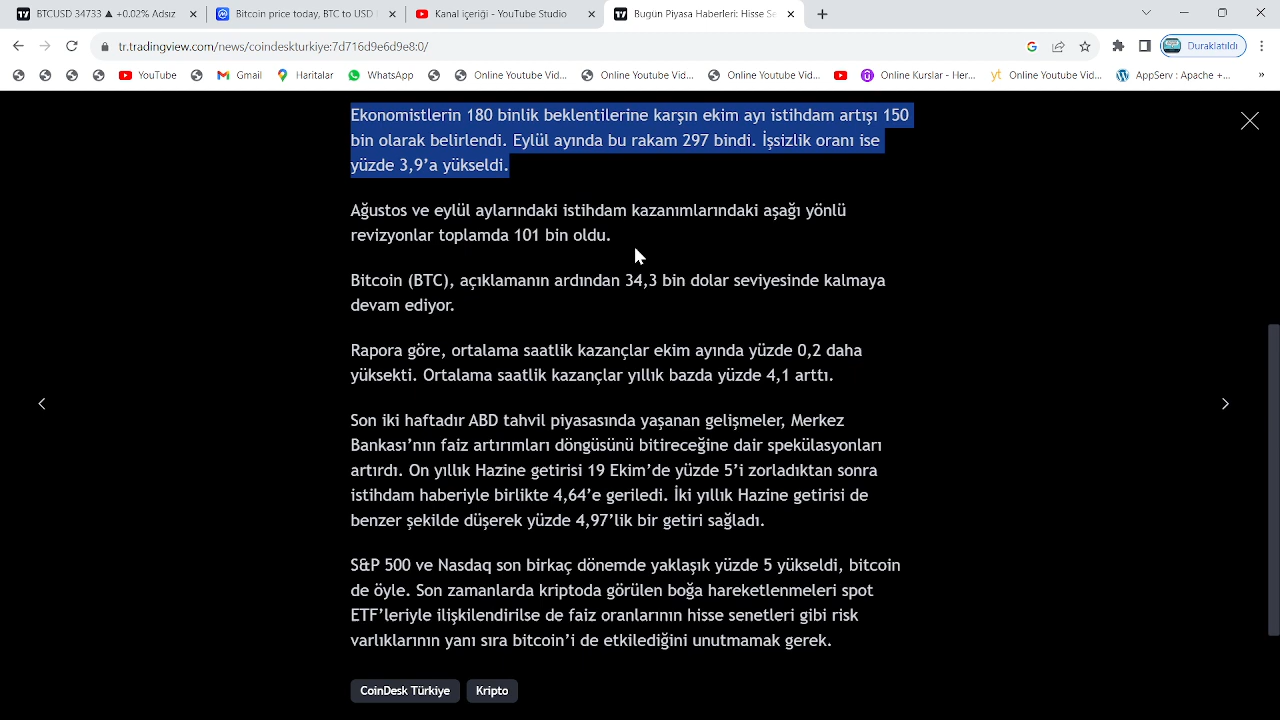 BTCUSD 34733 ▲ +0.02% Adsız
Bitcoin price today, BTC to USD l
Kanal içeriği - YouTube Studio
Bugün Piyasa Haberleri: Hisse Se
tr.tradingview.com/news/coindeskturkiye:7d716d9e6d9e8:0/
Duraklatıldı
YouTube
Gmail
Haritalar
WhatsApp
Online Youtube Vid...
Online Youtube Vid...
Online Youtube Vid...
Online Kurslar - Her...
yt Online Youtube Vid...
AppServ : Apache +...
»
Ekonomistlerin 180 binlik beklentilerine karşın ekim ayı istihdam artışı 150
bin olarak belirlendi. Eylül ayında bu rakam 297 bindi. İşsizlik oranı ise
yüzde 3,9’a yükseldi.
Ağustos ve eylül aylarındaki istihdam kazanımlarındaki aşağı yönlü
revizyonlar toplamda 101 bin oldu.
Bitcoin (BTC), açıklamanın ardından 34,3 bin dolar seviyesinde kalmaya
devam ediyor.
Rapora göre, ortalama saatlik kazançlar ekim ayında yüzde 0,2 daha
yüksekti. Ortalama saatlik kazançlar yıllık bazda yüzde 4,1 arttı.
Son iki haftadır ABD tahvil piyasasında yaşanan gelişmeler, Merkez
Bankası’nın faiz artırımları döngüsünü bitireceğine dair spekülasyonları
artırdı. On yıllık Hazine getirisi 19 Ekim’de yüzde 5’i zorladıktan sonra
istihdam haberiyle birlikte 4,64’e geriledi. İki yıllık Hazine getirisi de
benzer şekilde düşerek yüzde 4,97’lik bir getiri sağladı.
S&P 500 ve Nasdaq son birkaç dönemde yaklaşık yüzde 5 yükseldi, bitcoin
de öyle. Son zamanlarda kriptoda görülen boğa hareketlenmeleri spot
ETF’leriyle ilişkilendirilse de faiz oranlarının hisse senetleri gibi risk
varlıklarının yanı sıra bitcoin’i de etkilediğini unutmamak gerek.
CoinDesk Türkiye
Kripto